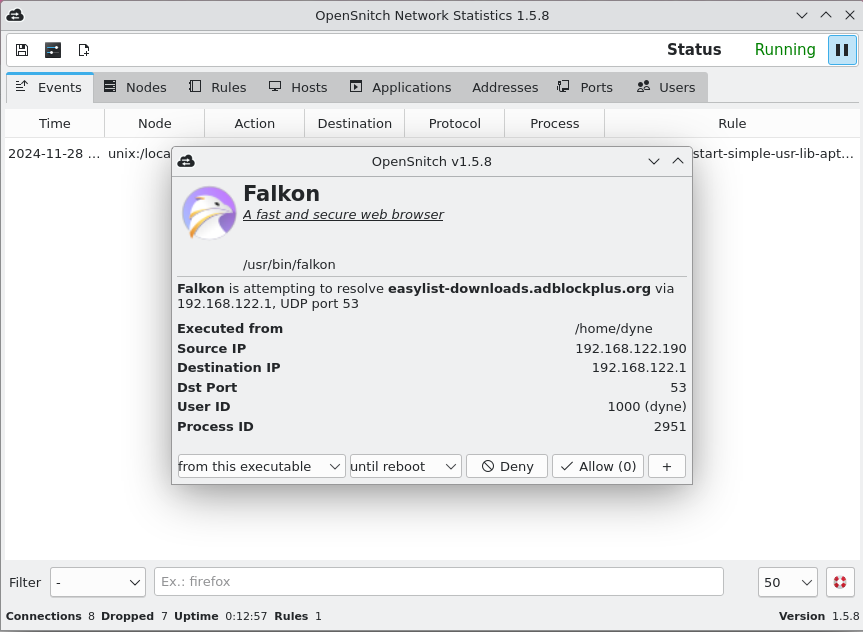 OpenSnitch Network Statistics 1.5.8
Status Running
Events Nodes Rules Hosts Applications Addresses Ports Users
Time Node Action Destination Protocol Process Rule
2024-11-28 ... unix:/loca start-simple-usr-lib-apt...
OpenSnitch v1.5.8
Falkon
A fast and secure web browser
/usr/bin/falkon
Falkon is attempting to resolve easylist-downloads.adblockplus.org via
192.168.122.1, UDP port 53
Executed from /home/dyne
Source IP 192.168.122.190
Destination IP 192.168.122.1
Dst Port 53
User ID 1000 (dyne)
Process ID 2951
from this executable until reboot Deny Allow (0) +
Filter - Ex.: firefox 50
Connections 8 Dropped 7 Uptime 0:12:57 Rules 1 Version 1.5.8